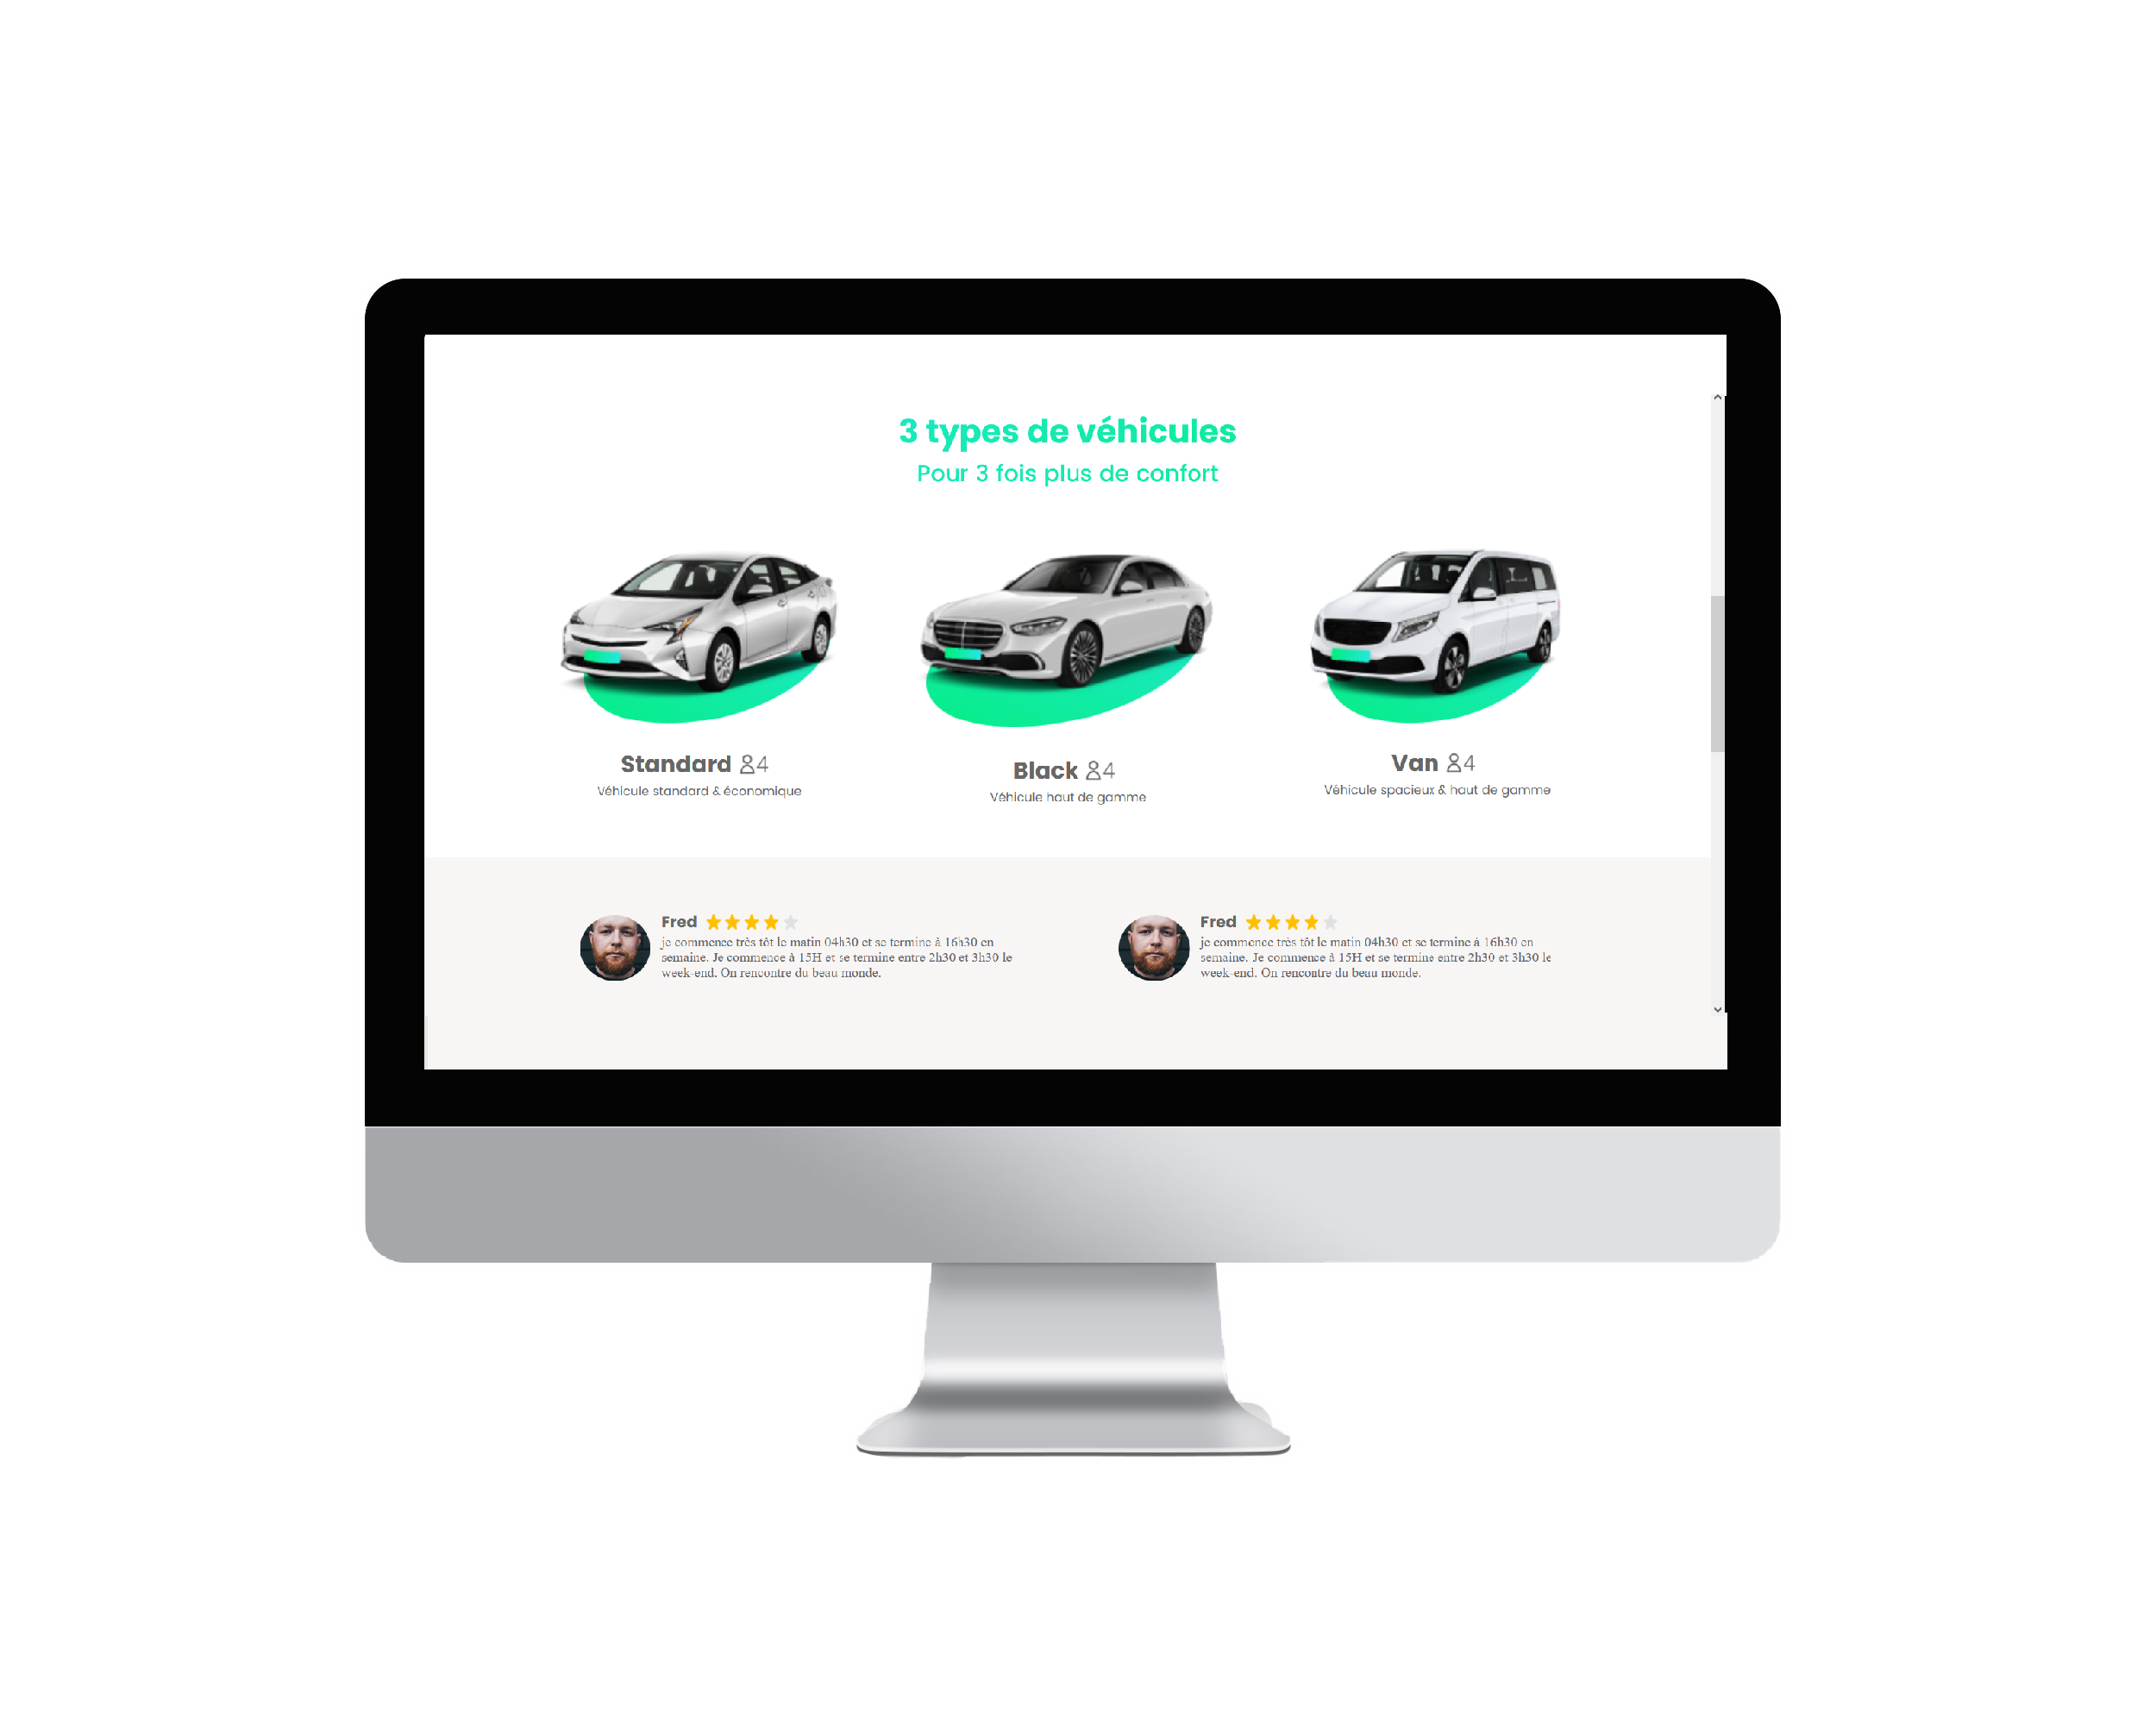 3 types de véhicules
Pour 3 fois plus de confort
Standard 4
Véhicule standard & économique
Black 4
Véhicule haut de gamme
Van 4
Véhicule spacieux & haut de gamme
Fred
je commence très tôt le matin 04h30 et se termine à 16h30 en
semaine. Je commence à 15H et se termine entre 2h30 et 3h30 le
week-end. On rencontre du beau monde.
Fred
je commence très tôt le matin 04h30 et se termine à 16h30 en
semaine. Je commence à 15H et se termine entre 2h30 et 3h30 le
week-end. On rencontre du beau monde.